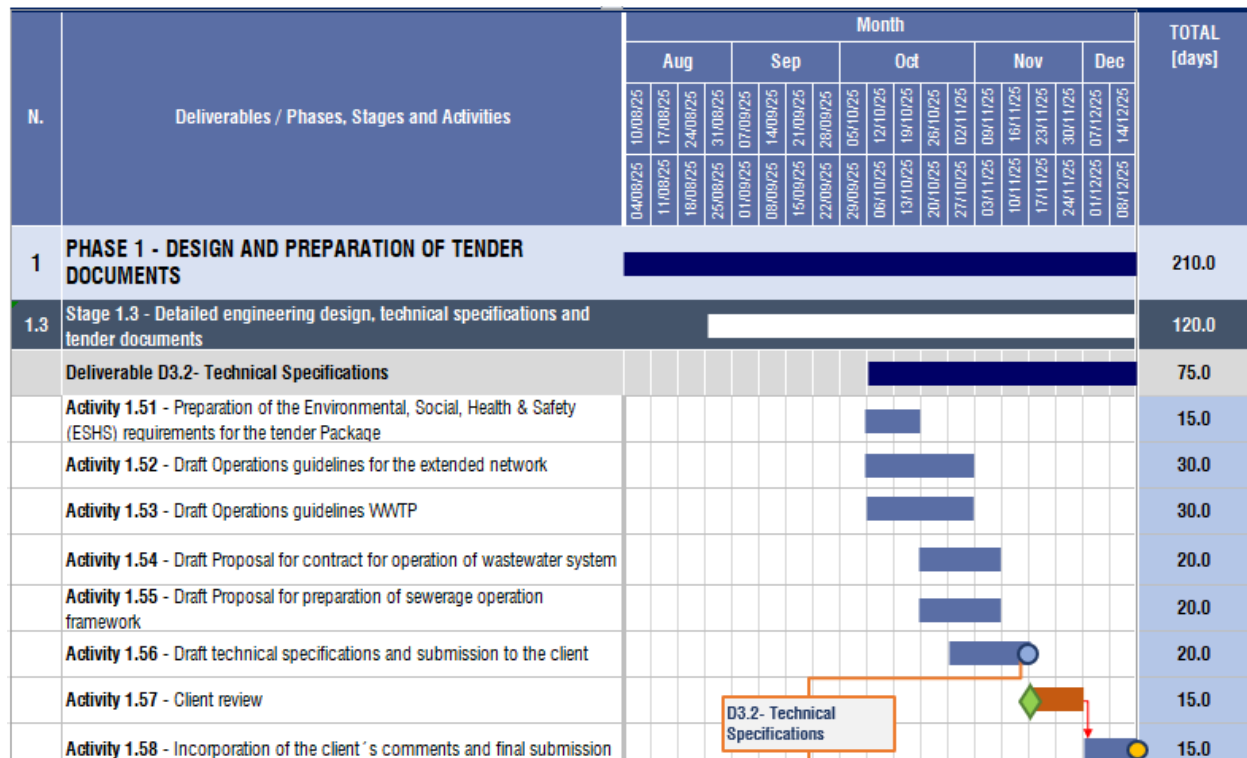 Month
TOTAL
[days]
Aug Sep Oct Nov Dec
N. Deliverables / Phases, Stages and Activities
10/08/25 17/08/25 24/08/25 31/08/25 07/09/25 14/09/25 21/09/25 28/09/25 05/10/25 12/10/25 19/10/25 26/10/25 02/11/25 09/11/25 16/11/25 23/11/25 30/11/25 07/12/25 14/12/25
04/08/25 11/08/25 18/08/25 25/08/25 01/09/25 08/09/25 15/09/25 22/09/25 29/09/25 06/10/25 13/10/25 20/10/25 27/10/25 03/11/25 10/11/25 17/11/25 24/11/25 01/12/25 08/12/25
1 PHASE 1 - DESIGN AND PREPARATION OF TENDER
DOCUMENTS 210.0
1.3 Stage 1.3 - Detailed engineering design, technical specifications and
tender documents 120.0
Deliverable D3.2- Technical Specifications 75.0
Activity 1.51 - Preparation of the Environmental, Social, Health & Safety
(ESHS) requirements for the tender Package 15.0
Activity 1.52 - Draft Operations guidelines for the extended network 30.0
Activity 1.53 - Draft Operations guidelines WWTP 30.0
Activity 1.54 - Draft Proposal for contract for operation of wastewater system 20.0
Activity 1.55 - Draft Proposal for preparation of sewerage operation
framework 20.0
Activity 1.56 - Draft technical specifications and submission to the client 20.0
Activity 1.57 - Client review 15.0
D3.2- Technical
Specifications
Activity 1.58 - Incorporation of the client´s comments and final submission 15.0